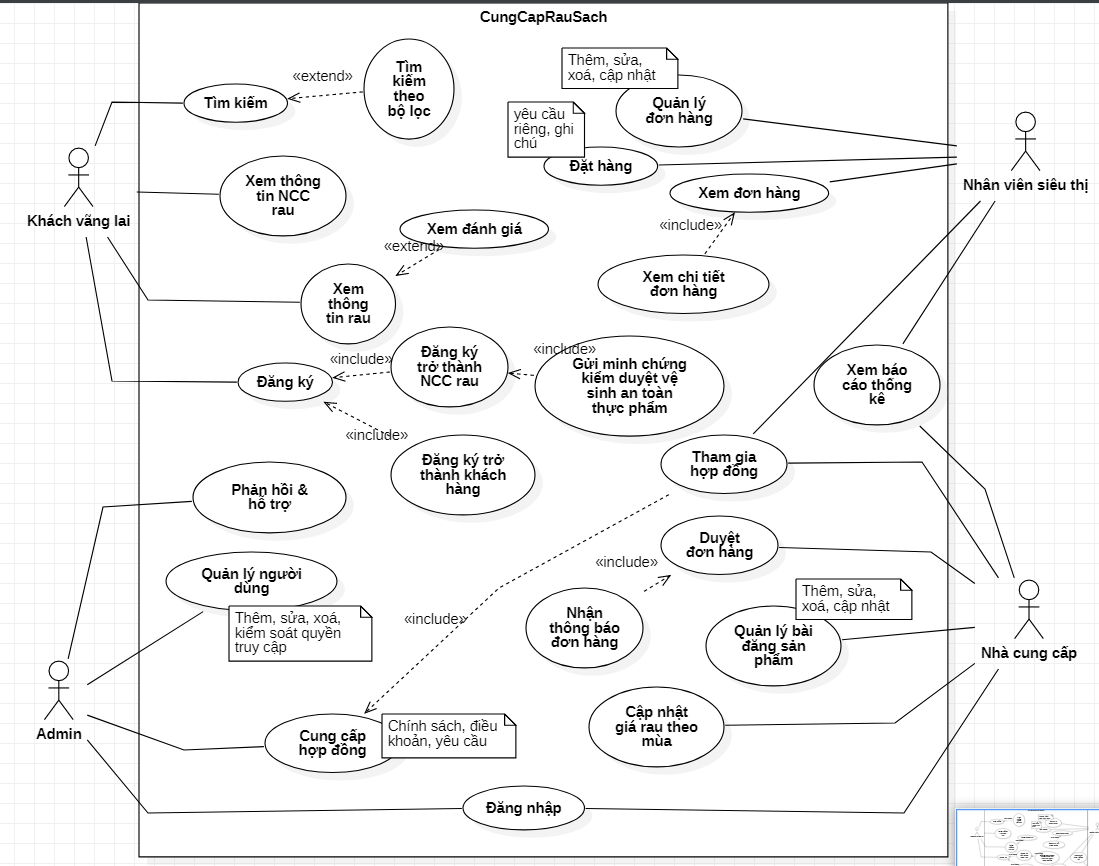 CungCapRauSach
«extend»
Tìm
kiếm
theo
bộ lọc
Tìm kiếm
Thêm, sửa,
xoá, cập nhật
Quản lý
đơn hàng
yêu cầu
riêng, ghi
chú
Đặt hàng
Khách vãng lai
Xem thông
tin NCC
rau
Xem đơn hàng
Nhân viên siêu thị
«include»
Xem đánh giá
«extend»
Xem chi tiết
đơn hàng
Xem
thông
tin rau
Đăng ký
«include»
Đăng ký
trở thành
NCC rau
«include»
Gửi minh chứng
kiểm duyệt vệ
sinh an toàn
thực phẩm
Xem báo
cáo thống
kê
«include»
Đăng ký trở
thành khách
hàng
Tham gia
hợp đồng
Phản hồi &
hỗ trợ
Duyệt
đơn hàng
«include»
Quản lý người
dùng
Thêm, sửa, xoá,
kiểm soát quyền
truy cập
«include»
Nhận
thông báo
đơn hàng
Thêm, sửa,
xoá, cập nhật
Quản lý bài
đăng sản
phẩm
Nhà cung cấp
Admin
Cung cấp
hợp đồng
Chính sách, điều
khoản, yêu cầu
Cập nhật
giá rau theo
mùa
Đăng nhập